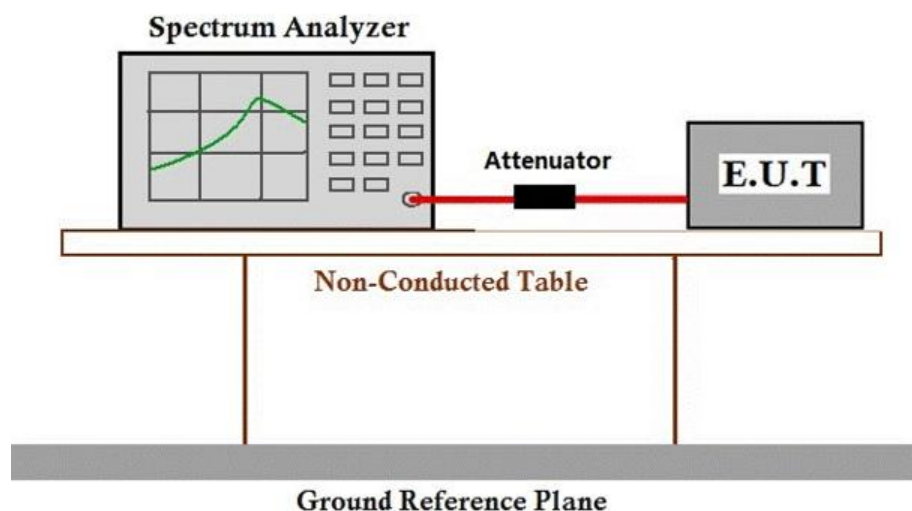 Spectrum Analyzer
Attenuator
E.U.T
Non-Conducted Table
Ground Reference Plane